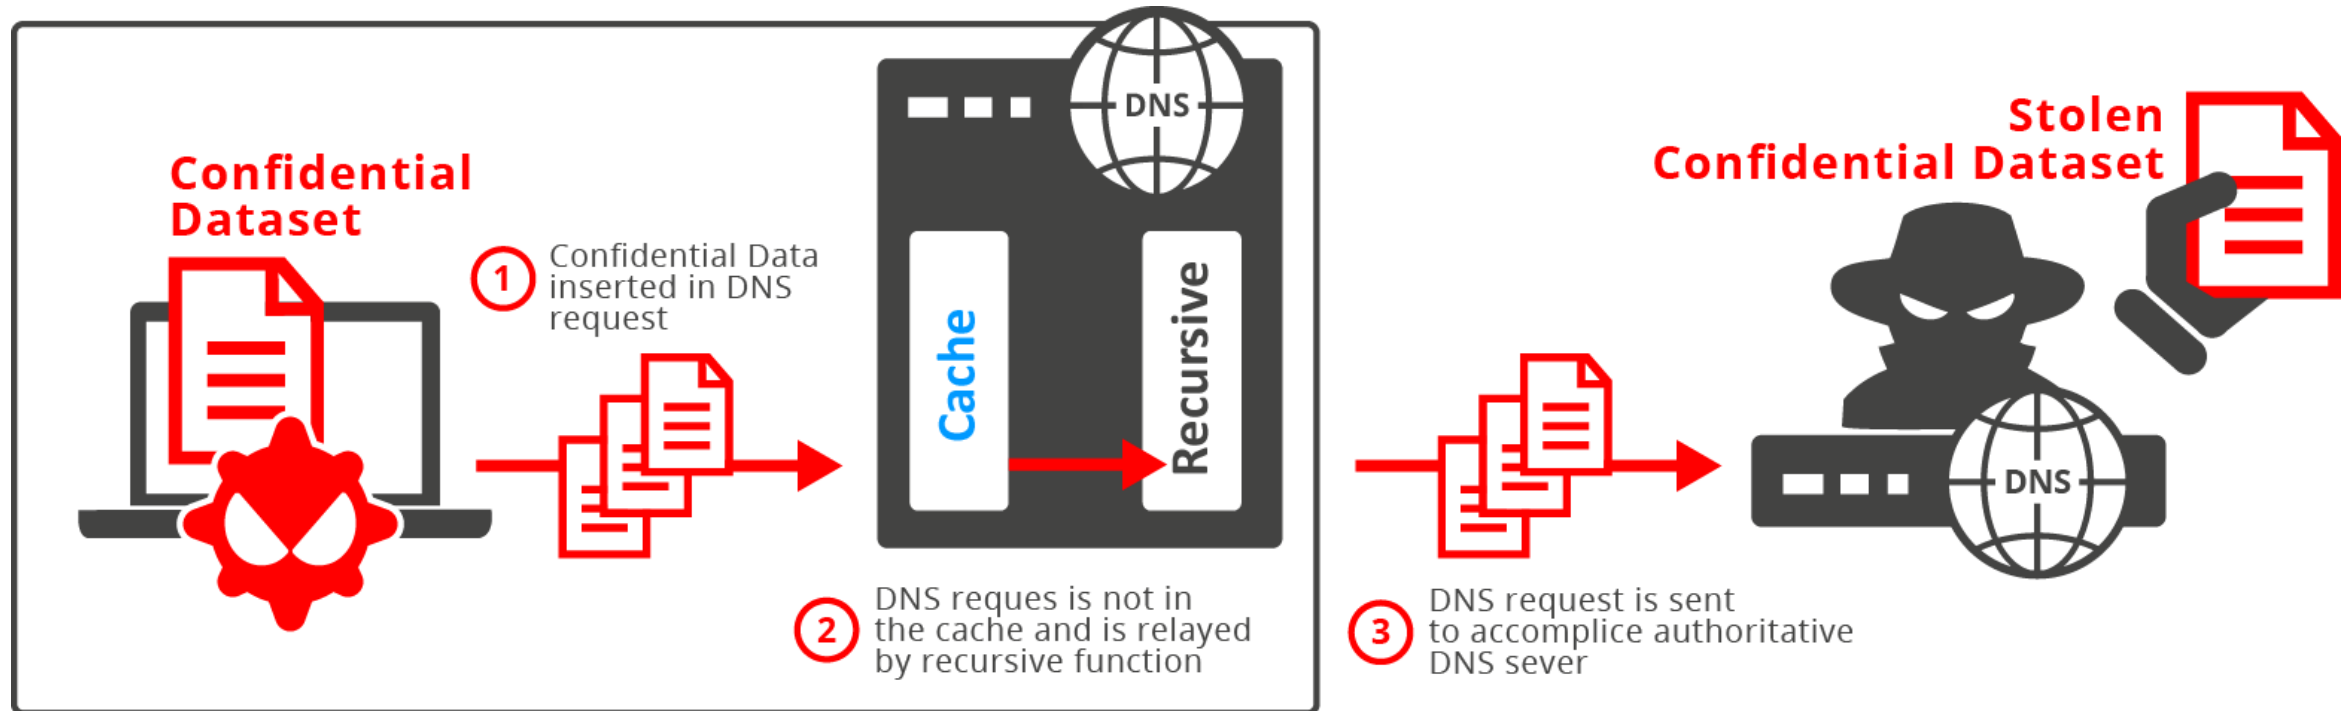 Confidential
Dataset
1
Confidential Data
inserted in DNS
request
DNS
Cache
Recursive
2
DNS reques is not in
the cache and is relayed
by recursive function
3
DNS request is sent
to accomplice authoritative
DNS sever
Stolen
Confidential Dataset
DNS